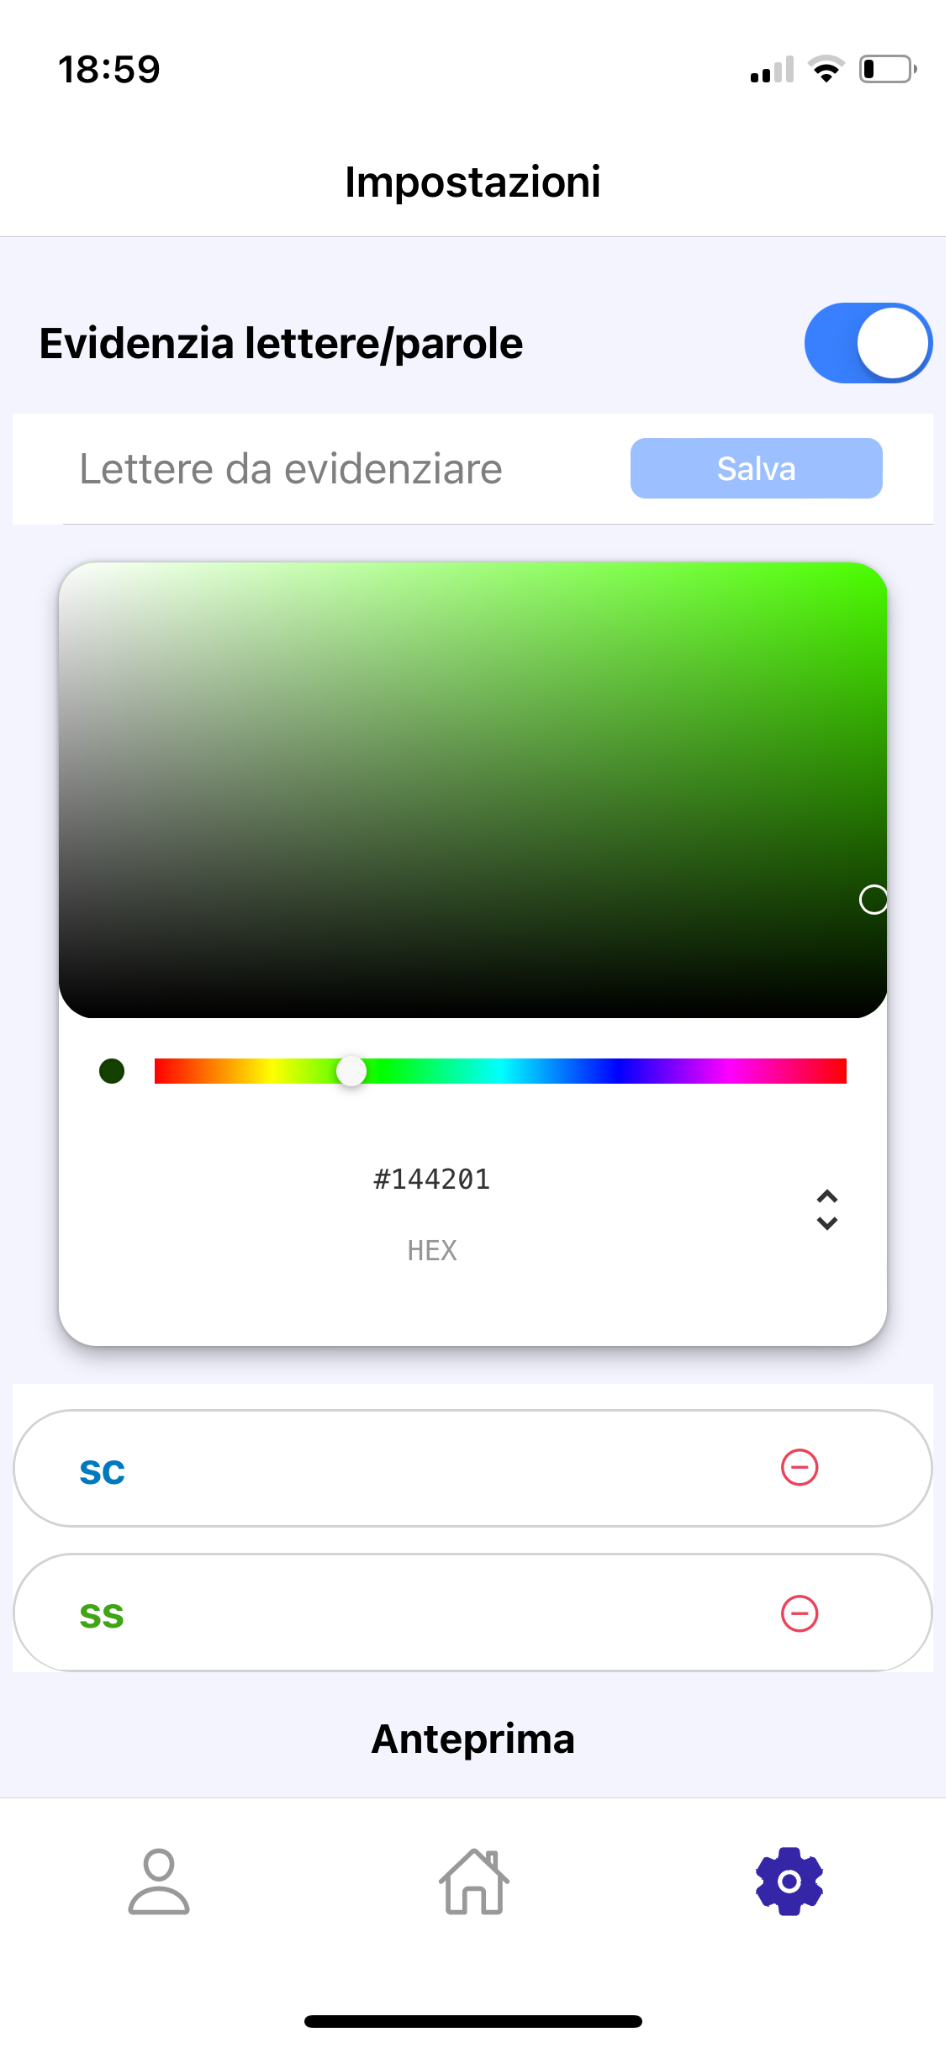 18:59
Impostazioni
Evidenzia lettere/parole
Lettere da evidenziare Salva
#144201
HEX
sc
ss
Anteprima